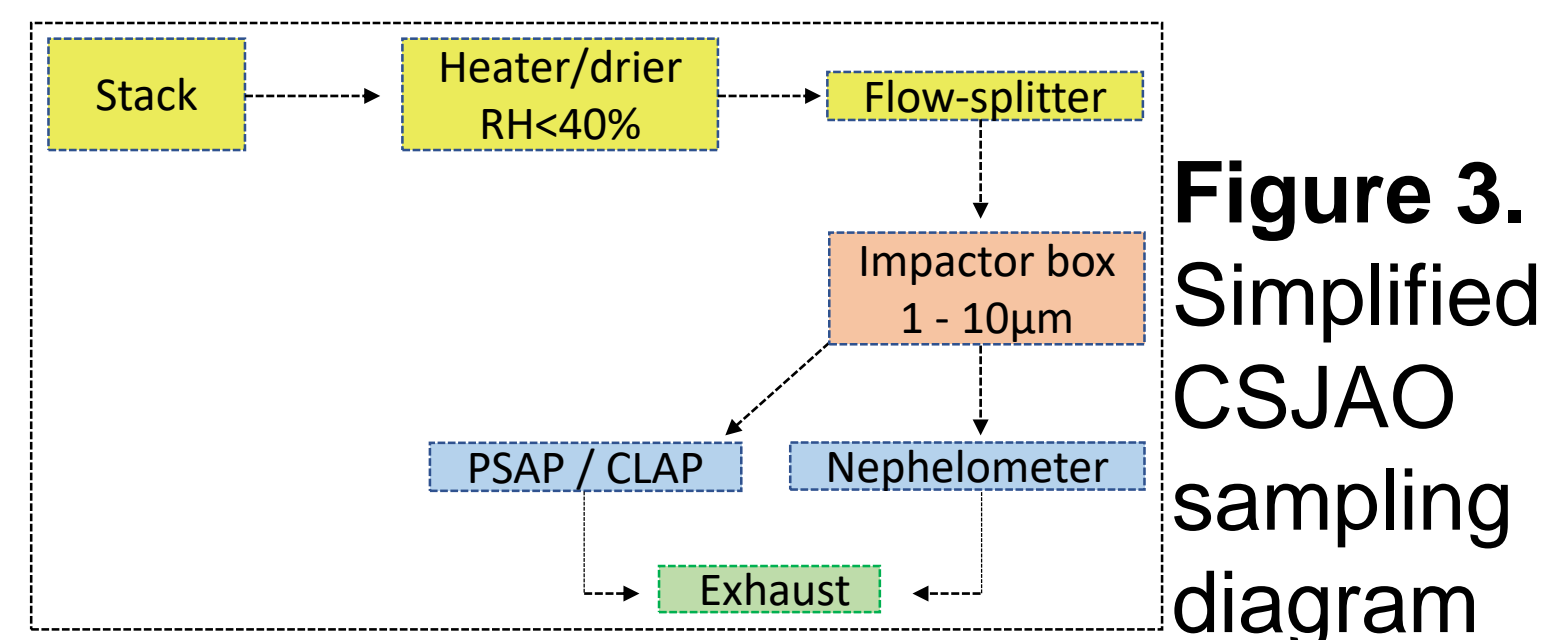 Stack
Heater/drier
RH<40%
Flow-splitter
Impactor box
1 - 10µm
PSAP / CLAP
Nephelometer
Exhaust
Figure 3.
Simplified
CSJAO
sampling
diagram